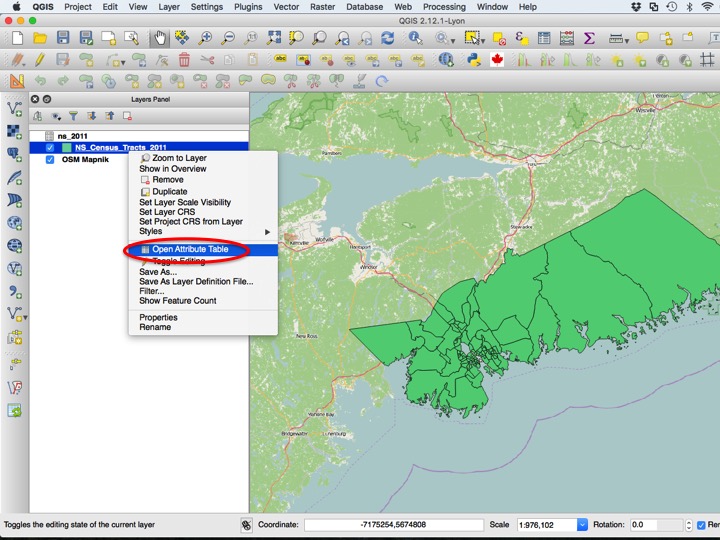 QGIS Project Edit View Layer Settings Plugins Vector Raster Database Web Processing Window Help
QGIS 2.12.1-Lyon
Layers Panel
ns_2011
NS_Census_Tracts_2011
OSM Mapnik
Zoom to Layer
Show in Overview
Remove
Duplicate
Set Layer Scale Visibility
Set Layer CRS
Set Project CRS from Layer
Styles
Open Attribute Table
Toggle Editing
Save As...
Save As Layer Definition File...
Filter...
Show Feature Count
Properties
Rename
Windsor
New Ross
Bridgewater
Lunenburg
Toggles the editing state of the current layer
Coordinate:
-7175254,5674808
Scale
1:976,102
Rotation:
0.0
Ren